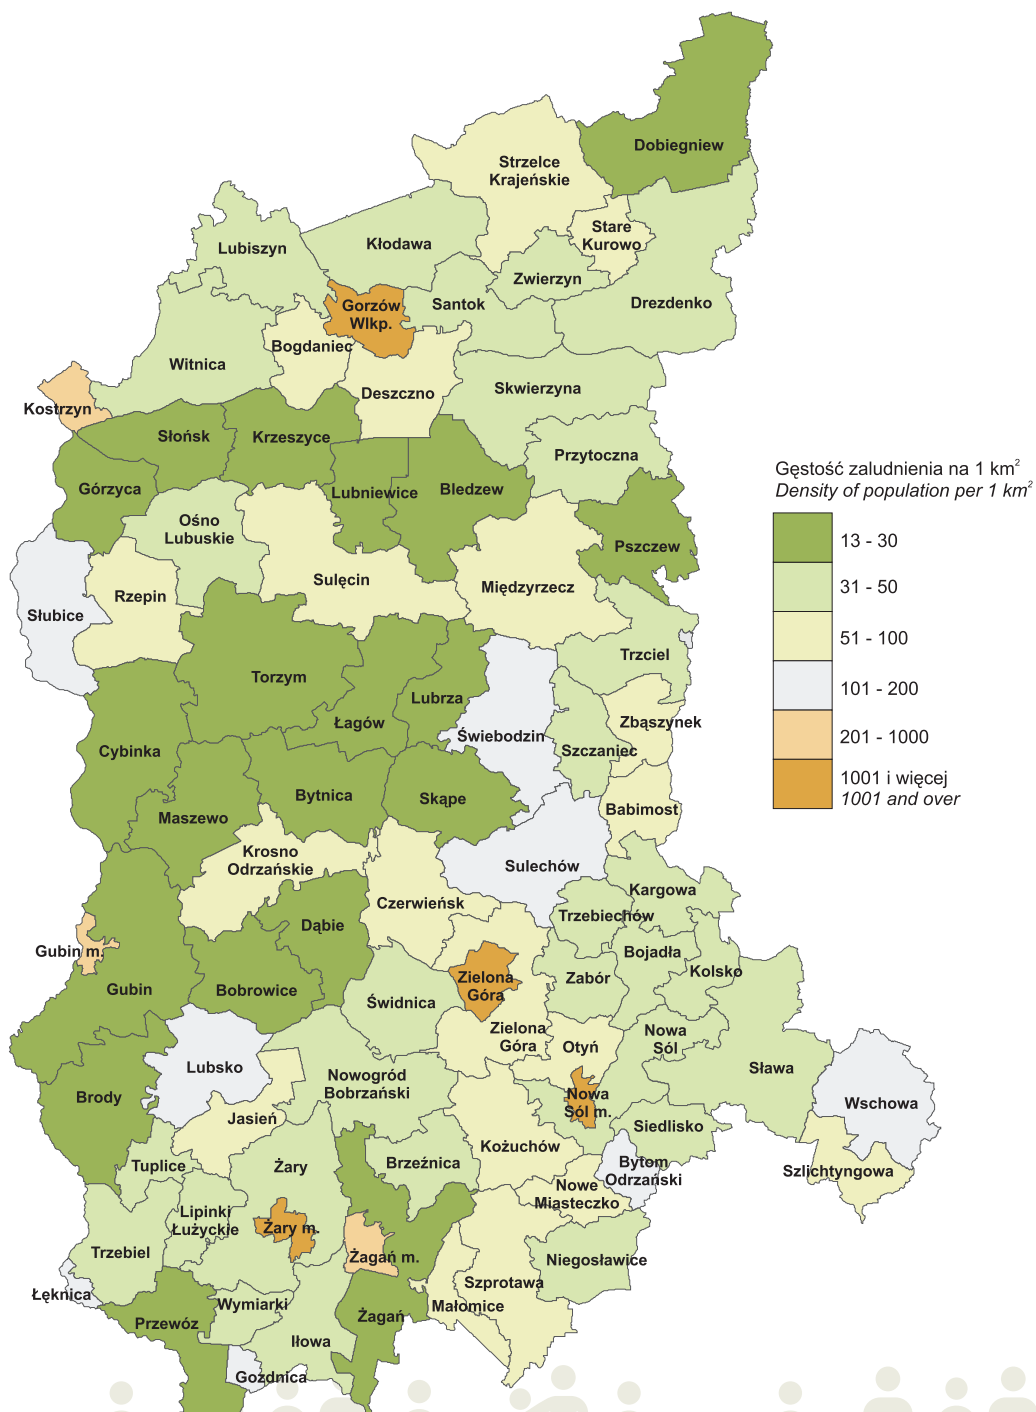 Dobiegniew
Strzelce
Krajeńskie
Stare
Kurowo
Lubiszyn
Kłodawa
Zwierzyn
Drezdenko
Santok
Gorzów
Wlkp.
Bogdaniec
Witnica
Deszczno
Skwierzyna
Kostrzyn
Słońsk
Krzeszyce
Przytoczna
Górzyca
Lubniewice
Bledzew
Ośno
Lubuskie
Pszczew
Sulęcin
Międzyrzecz
Rzepin
Słubice
Trzciel
Torzym
Lubrza
Łagów
Zbąszynek
Świebodzin
Szczaniec
Cybinka
Bytnica
Skąpe
Maszewo
Babimost
Krosno
Odrzańskie
Sulechów
Kargowa
Czerwieńsk
Trzebiechów
Dąbie
Gubin m.
Bojadła
Kolsko
Zielona
Góra
Zabór
Gubin
Bobrowice
Świdnica
Zielona
Góra
Otyń
Nowa
Sól
Lubsko
Sława
Nowogród
Bobrzański
Brody
Nowa
Sól m.
Wschowa
Jasień
Siedlisko
Kożuchów
Tuplice
Żary
Brzeźnica
Bytom
Odrzański
Szlichtyngowa
Nowe
Miasteczko
Lipinki
Łużyckie
Żary m.
Trzebiel
Żagań m.
Niegosławice
Szprotawa
Łęknica
Wymiarki
Małomice
Przewóz
Żagań
Iłowa
Gozdnica
Gęstość zaludnienia na 1 km²
Density of population per 1 km²
13 - 30
31 - 50
51 - 100
101 - 200
201 - 1000
1001 i więcej
1001 and over